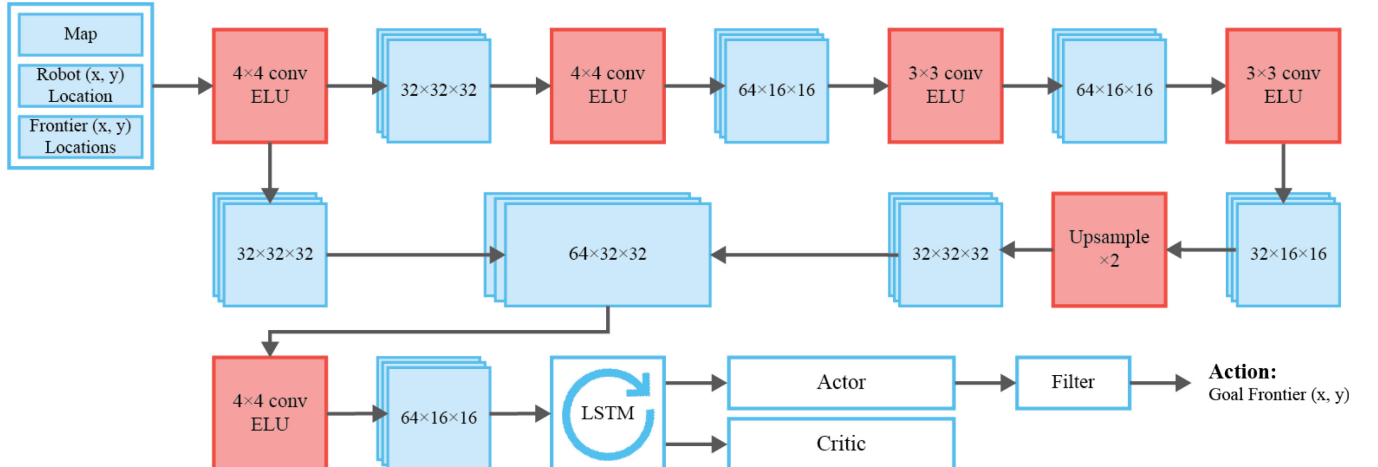 Map
Robot (x, y)
Location
Frontier (x, y)
Locations
4×4 conv
ELU
32×32×32
4×4 conv
ELU
64×16×16
3×3 conv
ELU
64×16×16
3×3 conv
ELU
32×32×32
64×32×32
32×32×32
Upsample
×2
32×16×16
4×4 conv
ELU
64×16×16
LSTM
Actor
Critic
Filter
Action:
Goal Frontier (x, y)